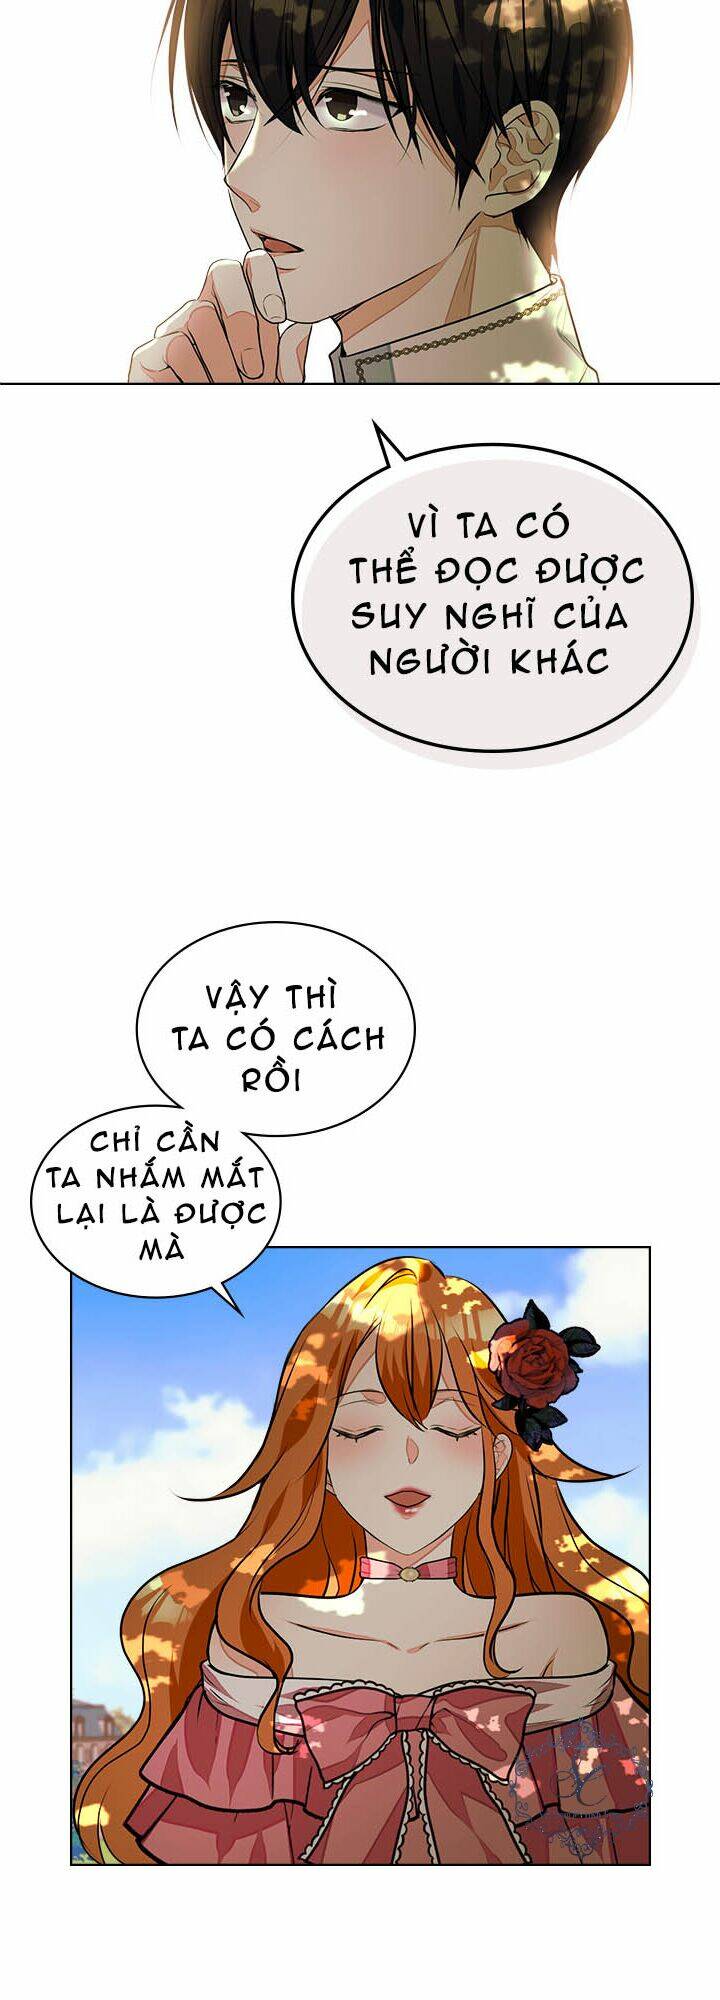 VÌ TA CÓ
THỂ ĐỌC ĐƯỢC
SUY NGHĨ CỦA
NGƯỜI KHÁC
VẬY THÌ
TA CÓ CÁCH
RỒI
CHỈ CẦN
TA NHẮM MẮT
LẠI LÀ ĐƯỢC
MÀ